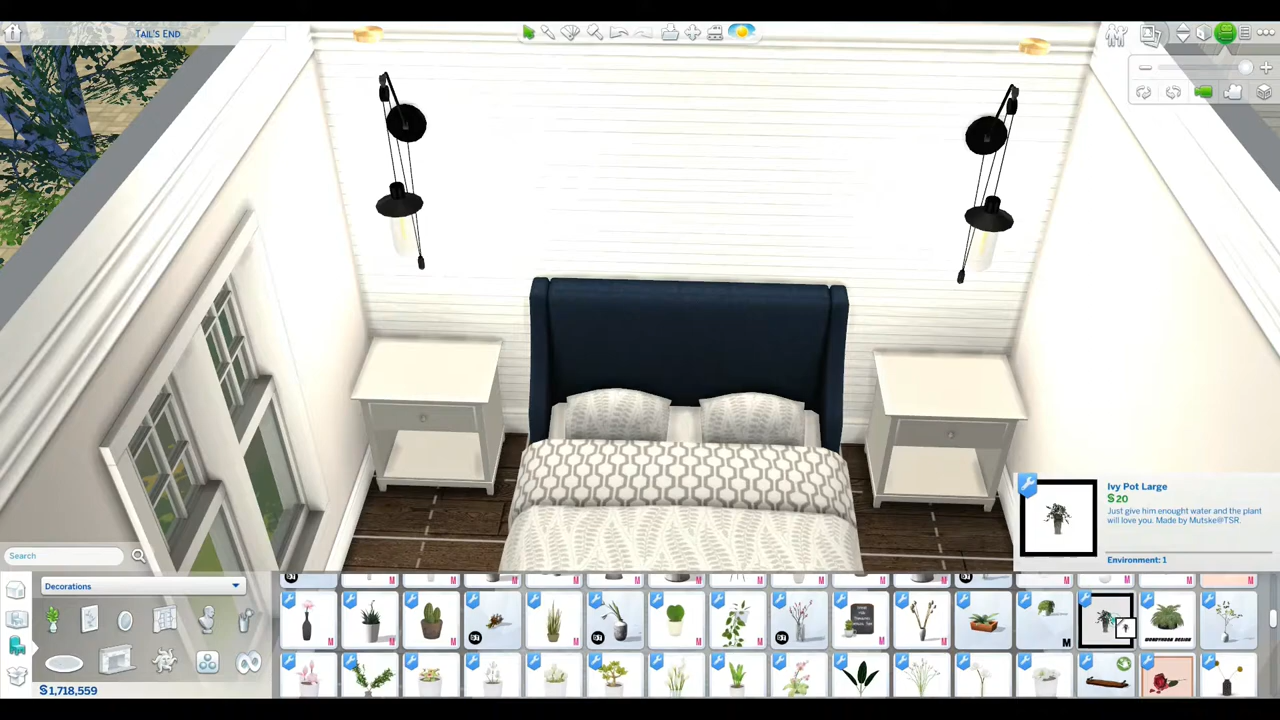 TAIL'S END
Ivy Pot Large
§20
Just give him enought water and the plant
will love you. Made by Mutske@TSR.
Environment: 1
Search
Decorations
§1,718,559